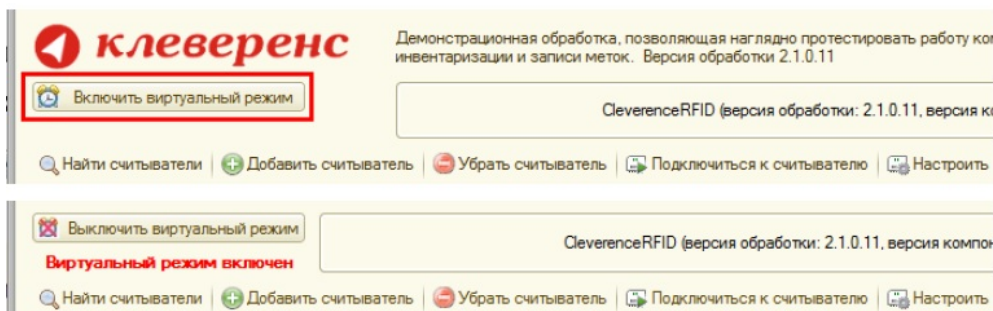 клеверенс
Демонстрационная обработка, позволяющая наглядно протестировать работу ко
инвентаризации и записи меток. Версия обработки 2.1.0.11
Включить виртуальный режим
CleverenceRFID (версия обработки: 2.1.0.11, версия к
Найти считыватели Добавить считыватель Убрать считыватель Подключиться к считывателю Настроить
Выключить виртуальный режим
CleverenceRFID (версия обработки: 2.1.0.11, версия компон
Виртуальный режим включен
Найти считыватели Добавить считыватель Убрать считыватель Подключиться к считывателю Настроить